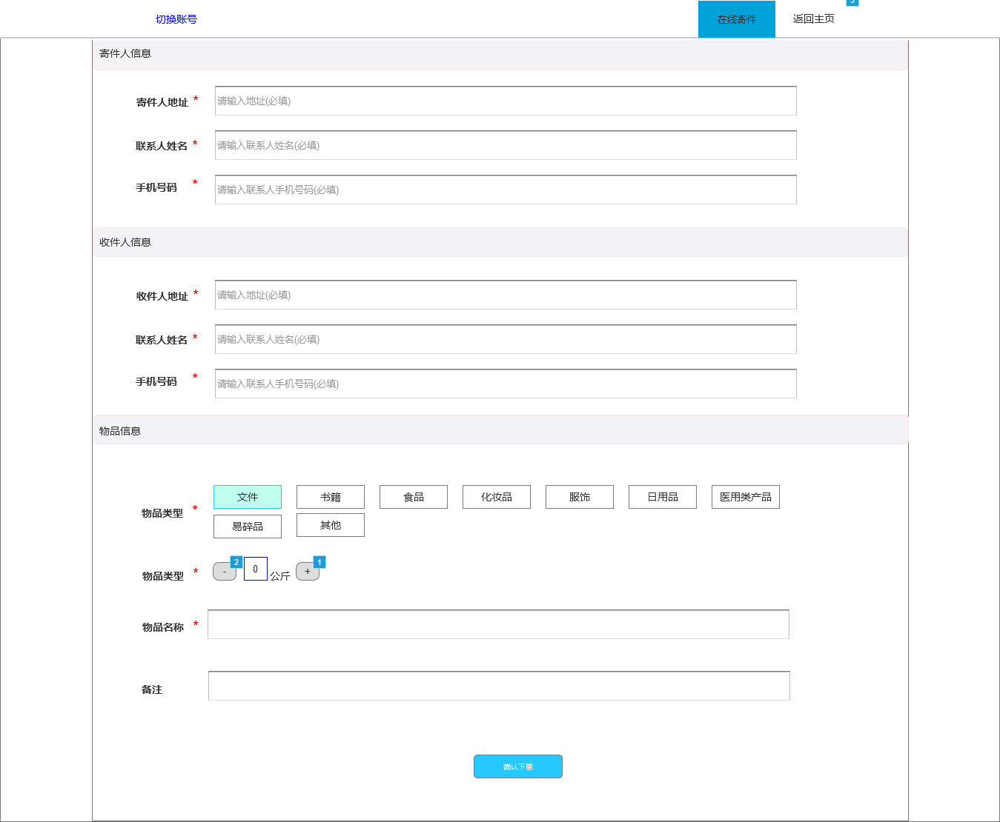 切换账号
在线寄件
返回主页
寄件人信息
寄件人地址 * 请输入地址(必填)
联系人姓名 * 请输入联系人姓名(必填)
手机号码 * 请输入联系人手机号码(必填)
收件人信息
收件人地址 * 请输入地址(必填)
联系人姓名 * 请输入联系人姓名(必填)
手机号码 * 请输入联系人手机号码(必填)
物品信息
文件 书籍 食品 化妆品 服饰 日用品 医用类产品
物品类型 *
易碎品 其他
物品类型 * - 2 0 公斤 + 1
物品名称 *
备注
确认下单